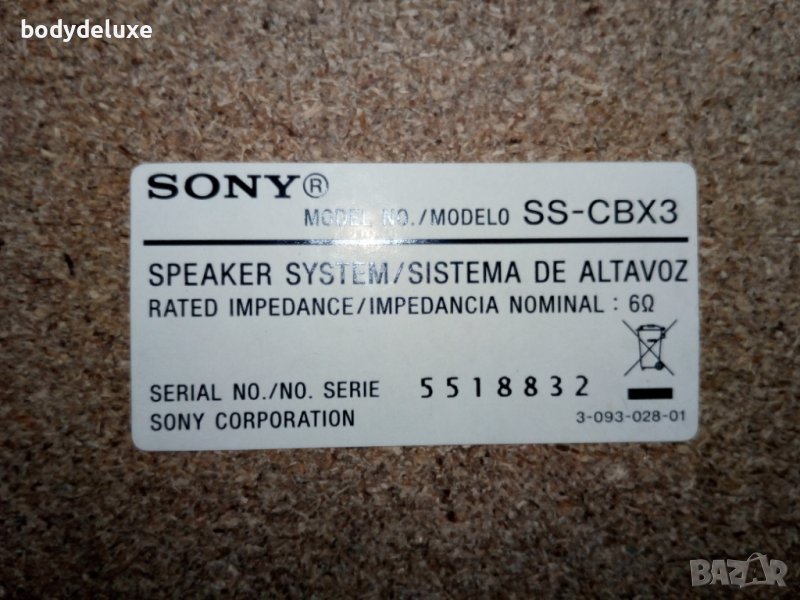 bodydeluxe
SONY®
MODEL NO./MODELO SS-CBX3
SPEAKER SYSTEM/SISTEMA DE ALTAVOZ
RATED IMPEDANCE/IMPEDANCIA NOMINAL : 6Ω
SERIAL NO./NO. SERIE 5518832
SONY CORPORATION 3-093-028-01
BAZAR